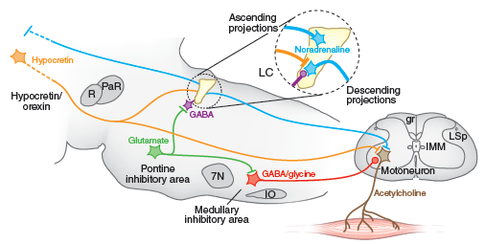 Ascending
projections
Noradrenaline
Hypocretin
LC
PaR
R
Hypocretin/
orexin
GABA
Descending
projections
gr
LSp
IMM
Glutamate
Motoneuron
Pontine
inhibitory area
7N
GABA/glycine
Acetylcholine
IO
Medullary
inhibitory area